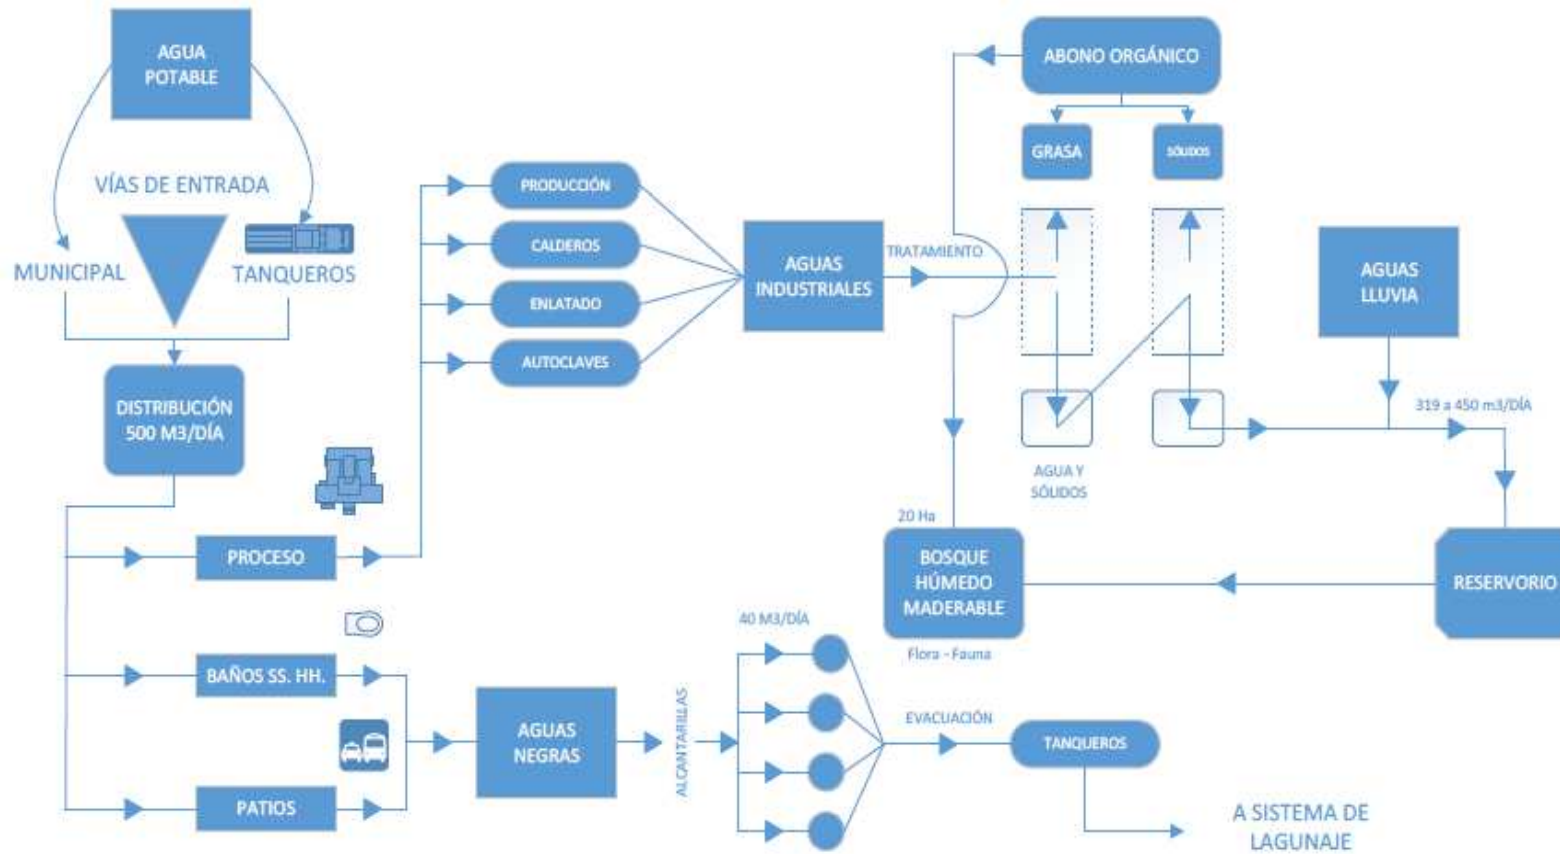 AGUA
POTABLE
VÍAS DE ENTRADA
MUNICIPAL
TANQUEROS
DISTRIBUCIÓN
500 M3/DÍA
PROCESO
BAÑOS SS. HH.
PATIOS
PRODUCCIÓN
CALDEROS
ENLATADO
AUTOCLAVES
AGUAS
INDUSTRIALES
TRATAMIENTO
ABONO ORGÁNICO
GRASA
SÓLIDOS
AGUA Y
SÓLIDOS
AGUAS
LLUVIA
319 a 450 m3/DÍA
RESERVORIO
20 Ha
BOSQUE
HÚMEDO
MADERABLE
Flora - Fauna
AGUAS
NEGRAS
ALCANTARILLAS
40 M3/DÍA
EVACUACIÓN
TANQUEROS
A SISTEMA DE
LAGUNAJE